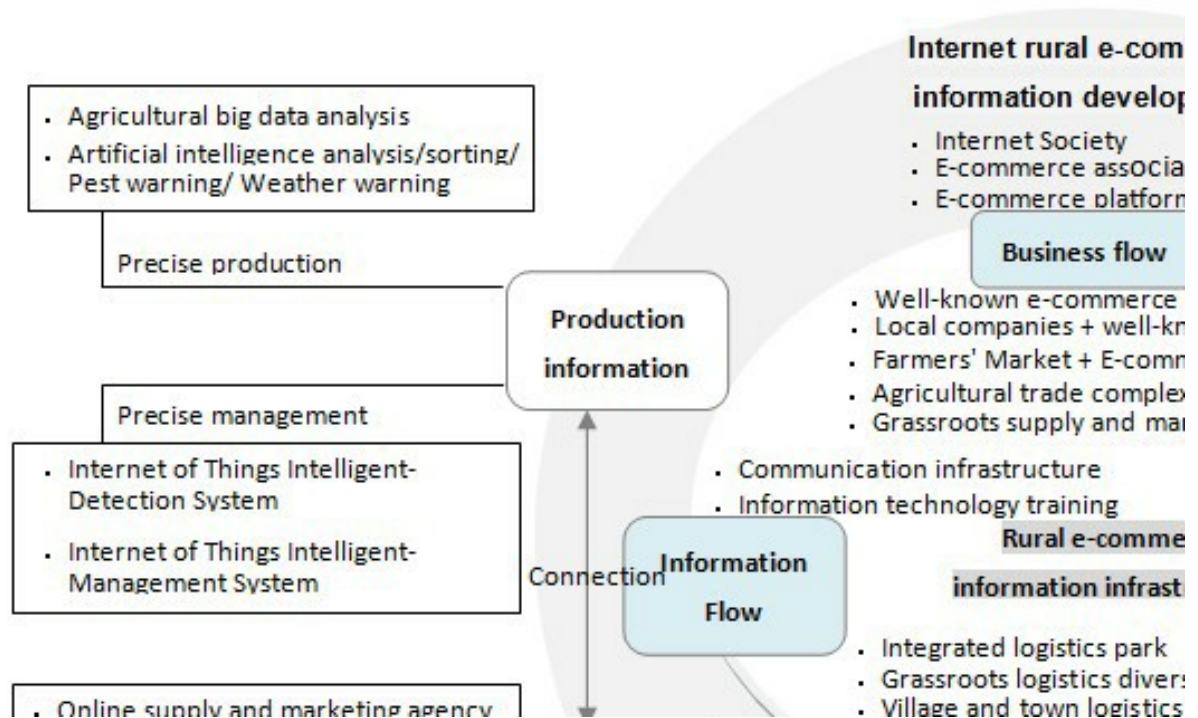 Internet rural e-com
information develop
Agricultural big data analysis
Artificial intelligence analysis/sorting/
Pest warning/ Weather warning
Internet Society
E-commerce associa
E-commerce platform
Precise production
Business flow
Production
information
Well-known e-commerce
Local companies + well-kn
Farmers' Market + E-comm
Agricultural trade complex
Grassroots supply and mar
Precise management
Internet of Things Intelligent-
Detection System
Internet of Things Intelligent-
Management System
Communication infrastructure
Information technology training
Rural e-comme
information infrast
Connection
Information
Flow
Integrated logistics park
Grassroots logistics divers
Village and town logistics
Online supply and marketing agency